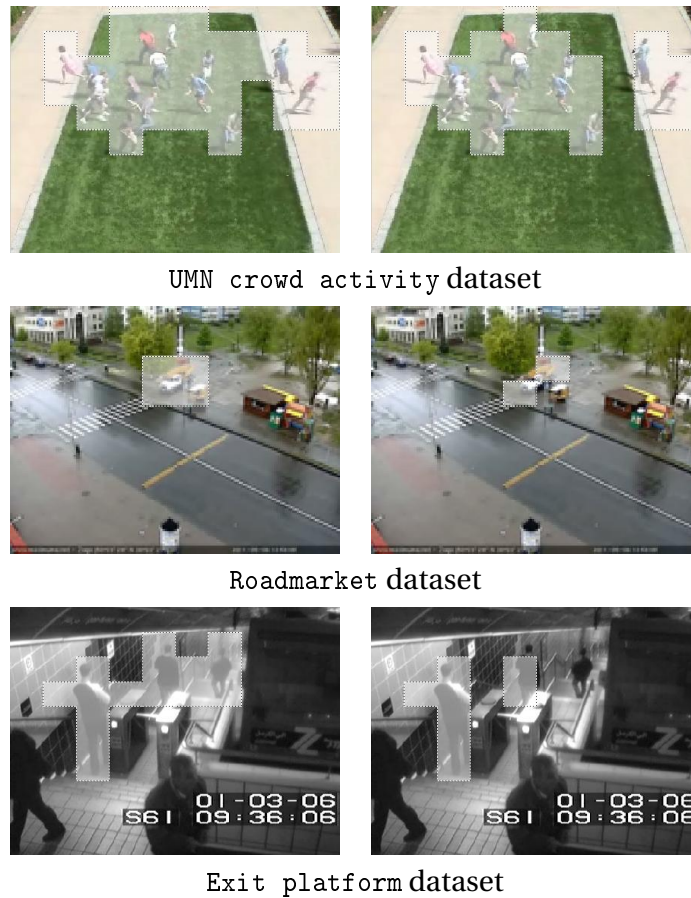 UMN crowd activity dataset
Roadmarket dataset
01-03-06
S61 09:36:06
01-03-06
S61 09:36:06
Exit platform dataset